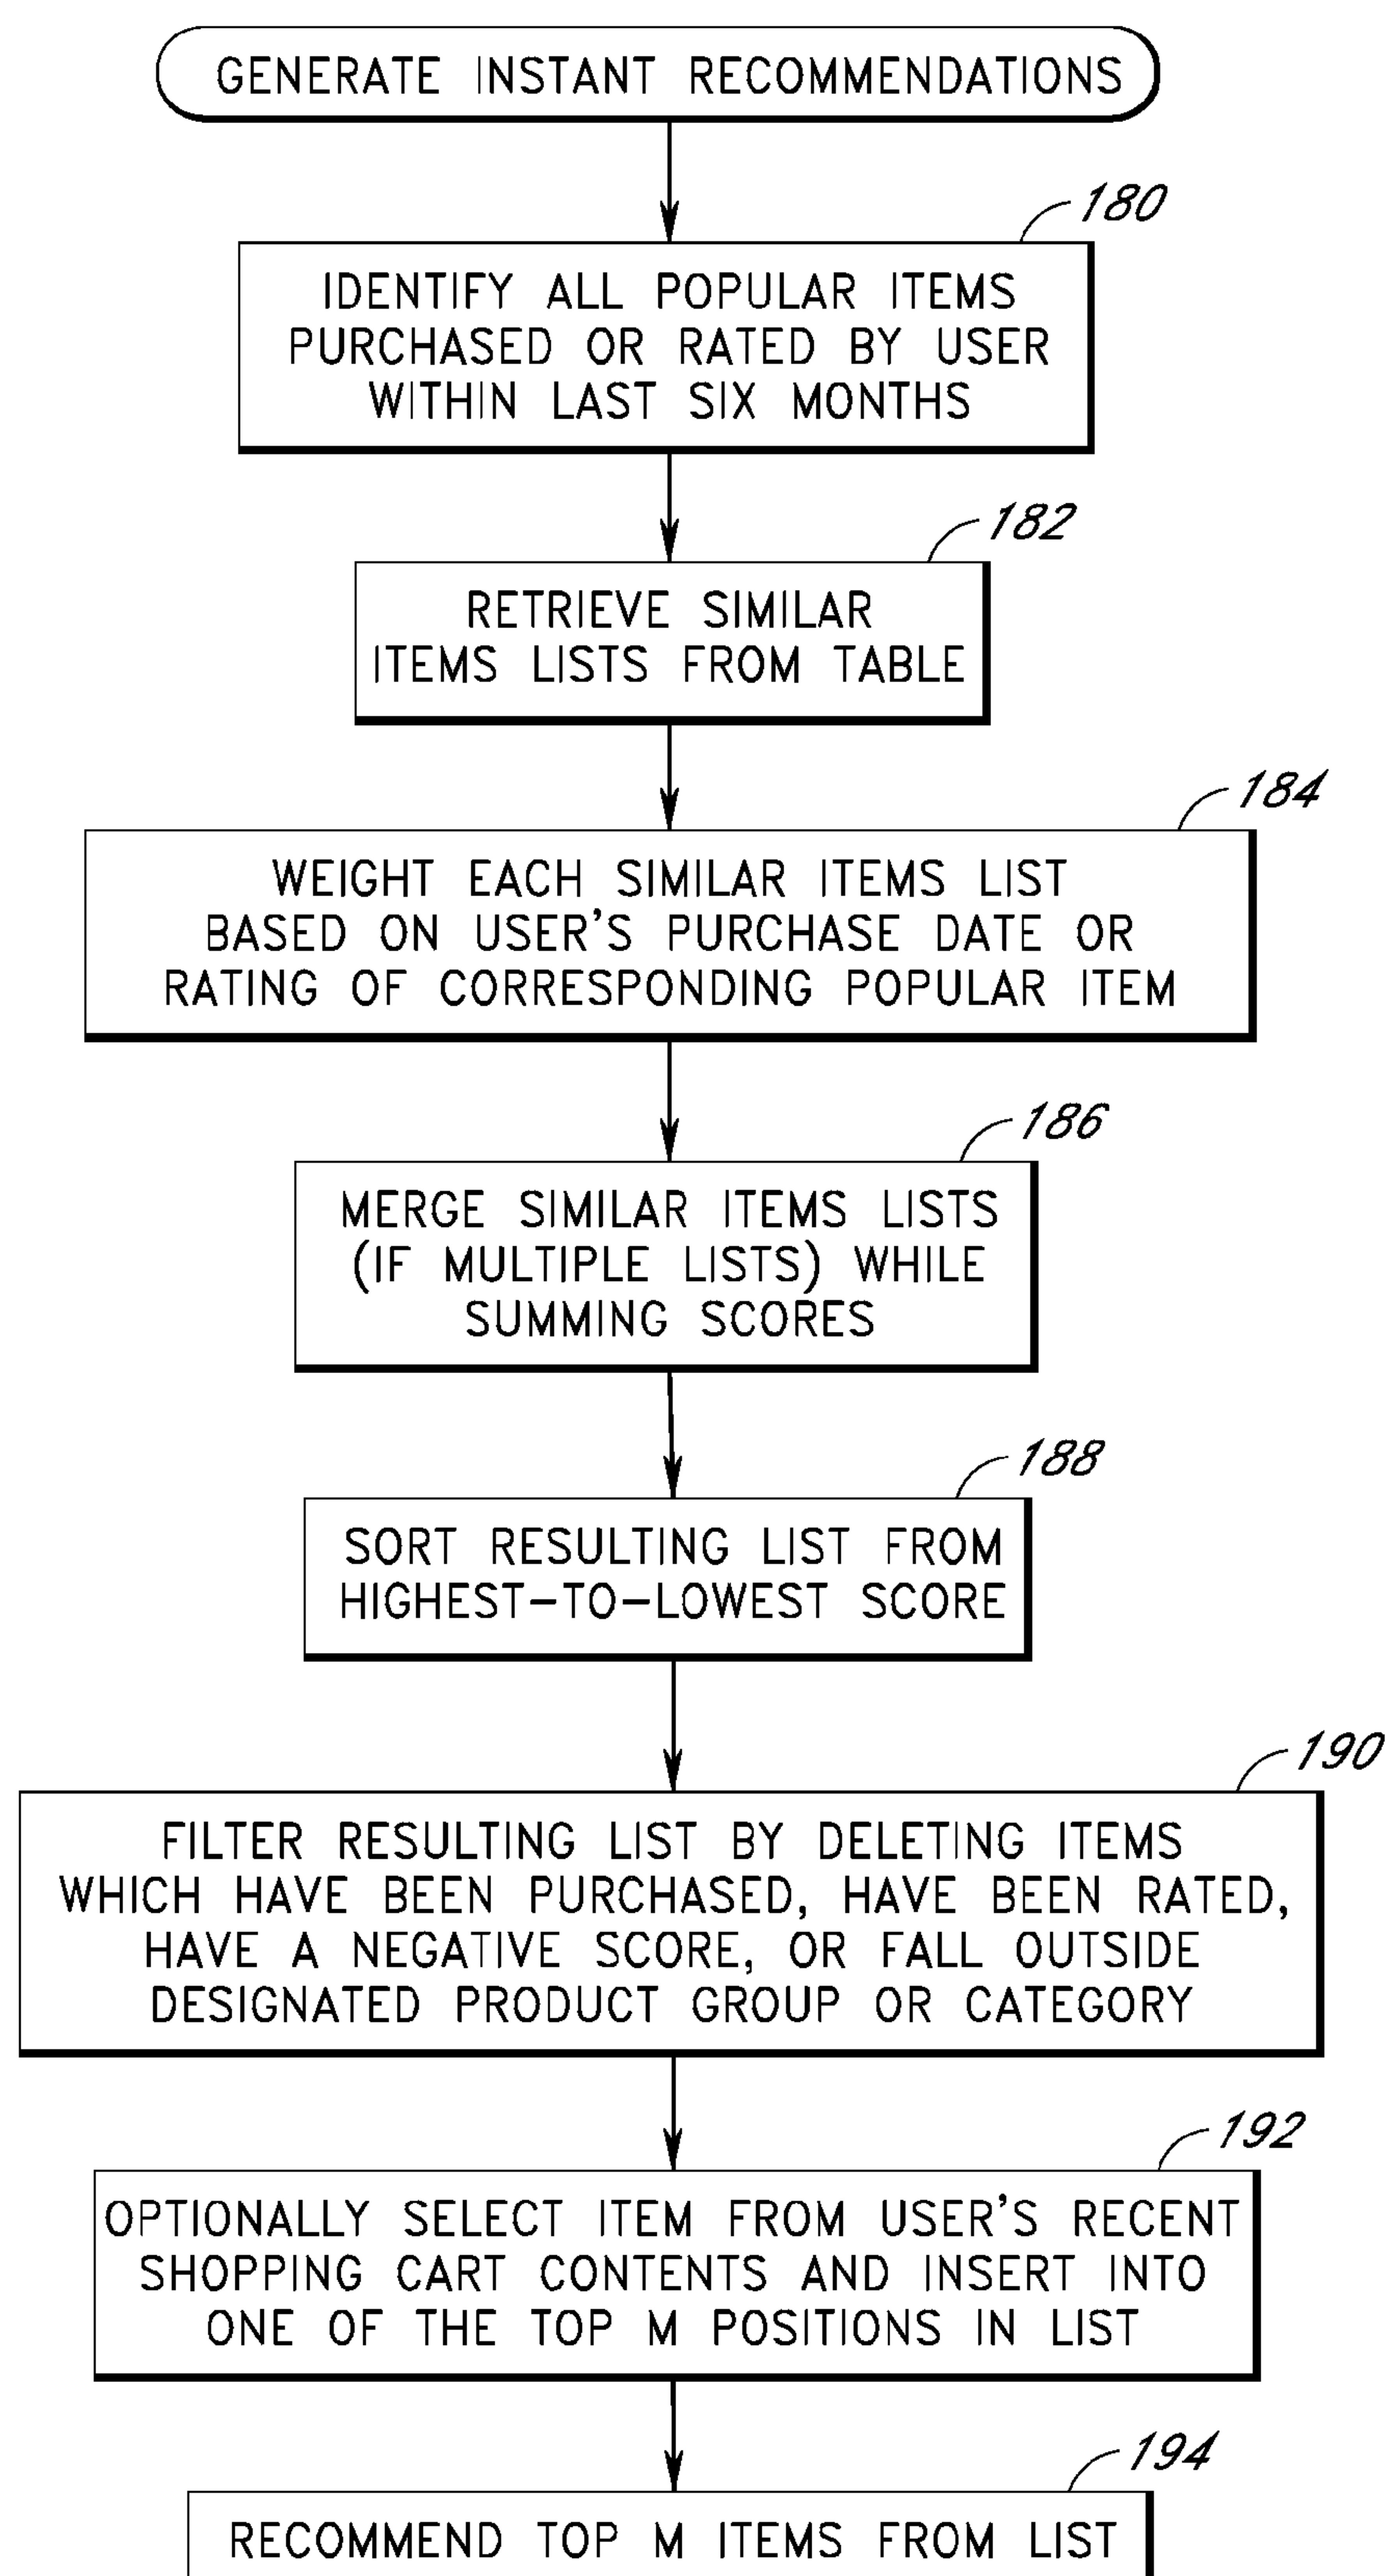 GENERATE INSTANT RECOMMENDATIONS
180
IDENTIFY ALL POPULAR ITEMS
PURCHASED OR RATED BY USER
WITHIN LAST SIX MONTHS
182
RETRIEVE SIMILAR
ITEMS LISTS FROM TABLE
184
WEIGHT EACH SIMILAR ITEMS LIST
BASED ON USER'S PURCHASE DATE OR
RATING OF CORRESPONDING POPULAR ITEM
186
MERGE SIMILAR ITEMS LISTS
(IF MULTIPLE LISTS) WHILE
SUMMING SCORES
188
SORT RESULTING LIST FROM
HIGHEST-TO-LOWEST SCORE
190
FILTER RESULTING LIST BY DELETING ITEMS
WHICH HAVE BEEN PURCHASED, HAVE BEEN RATED,
HAVE A NEGATIVE SCORE, OR FALL OUTSIDE
DESIGNATED PRODUCT GROUP OR CATEGORY
192
OPTIONALLY SELECT ITEM FROM USER'S RECENT
SHOPPING CART CONTENTS AND INSERT INTO
ONE OF THE TOP M POSITIONS IN LIST
194
RECOMMEND TOP M ITEMS FROM LIST